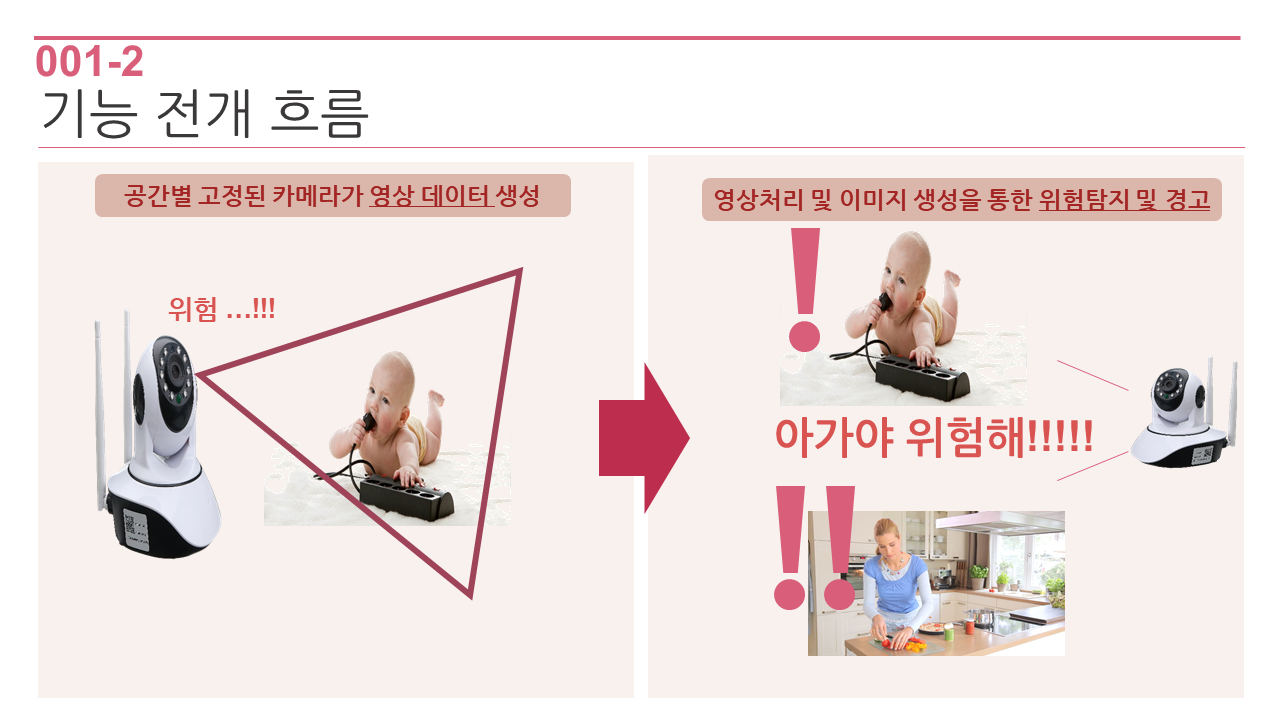 001-2
기능 전개 흐름
공간별 고정된 카메라가 영상 데이터 생성
위험 ...!!!
영상처리 및 이미지 생성을 통한 위험탐지 및 경고
!
아가야 위험해!!!!!
!!